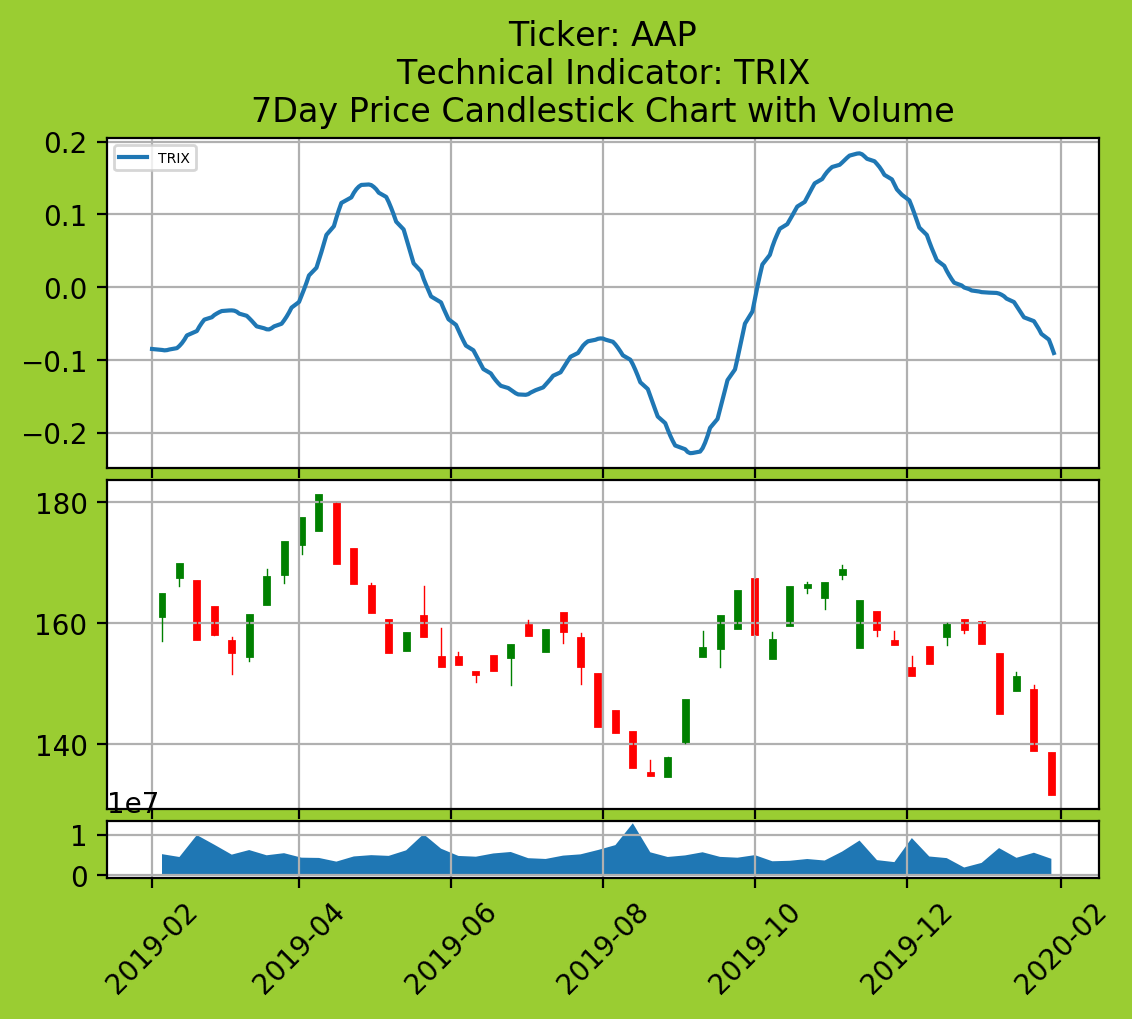 Ticker: AAP
Technical Indicator: TRIX
7Day Price Candlestick Chart with Volume
0.2
TRIX
0.1
0.0
−0.1
−0.2
180
160
140
1e7
1
0
2019-02 2019-04 2019-06 2019-08 2019-10 2019-12 2020-02